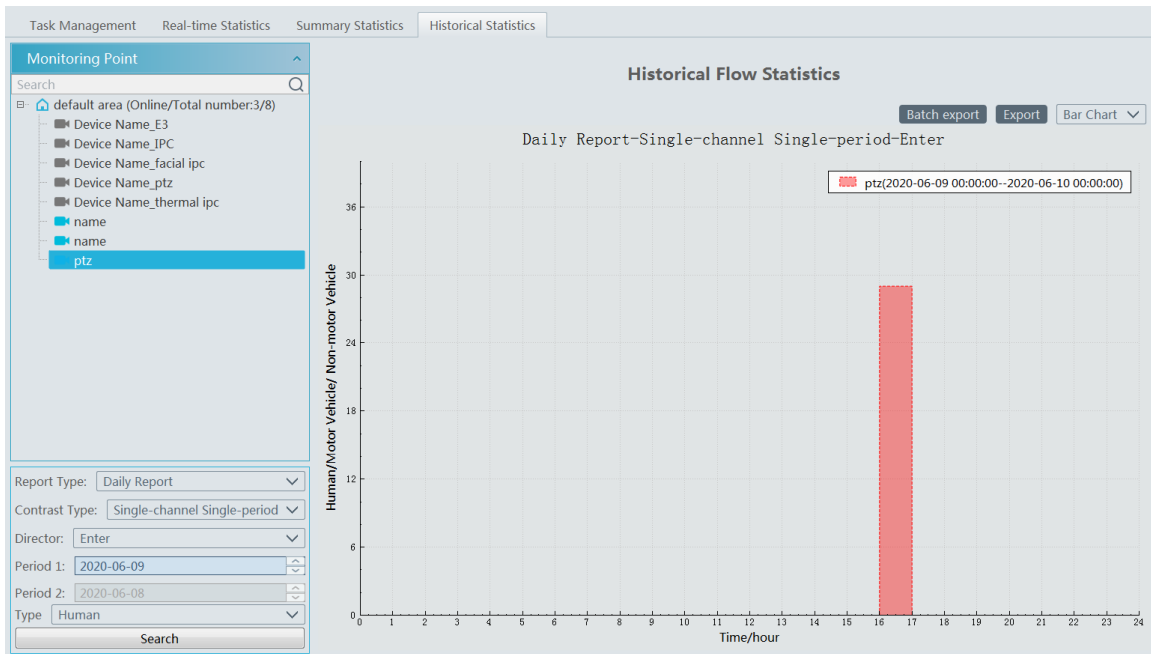 Task Management Real-time Statistics Summary Statistics Historical Statistics
Monitoring Point
Search
default area (Online/Total number:3/8)
Device Name_E3
Device Name_IPC
Device Name_facial ipc
Device Name_ptz
Device Name_thermal ipc
name
name
ptz
Report Type: Daily Report
Contrast Type: Single-channel Single-period
Director: Enter
Period 1: 2020-06-09
Period 2: 2020-06-08
Type Human
Search
Historical Flow Statistics
Batch export Export Bar Chart
Daily Report-Single-channel Single-period-Enter
ptz(2020-06-09 00:00:00--2020-06-10 00:00:00)
Human/Motor Vehicle/ Non-motor Vehicle
36
30
24
18
12
6
0
0 1 2 3 4 5 6 7 8 9 10 11 12 13 14 15 16 17 18 19 20 21 22 23 24
Time/hour